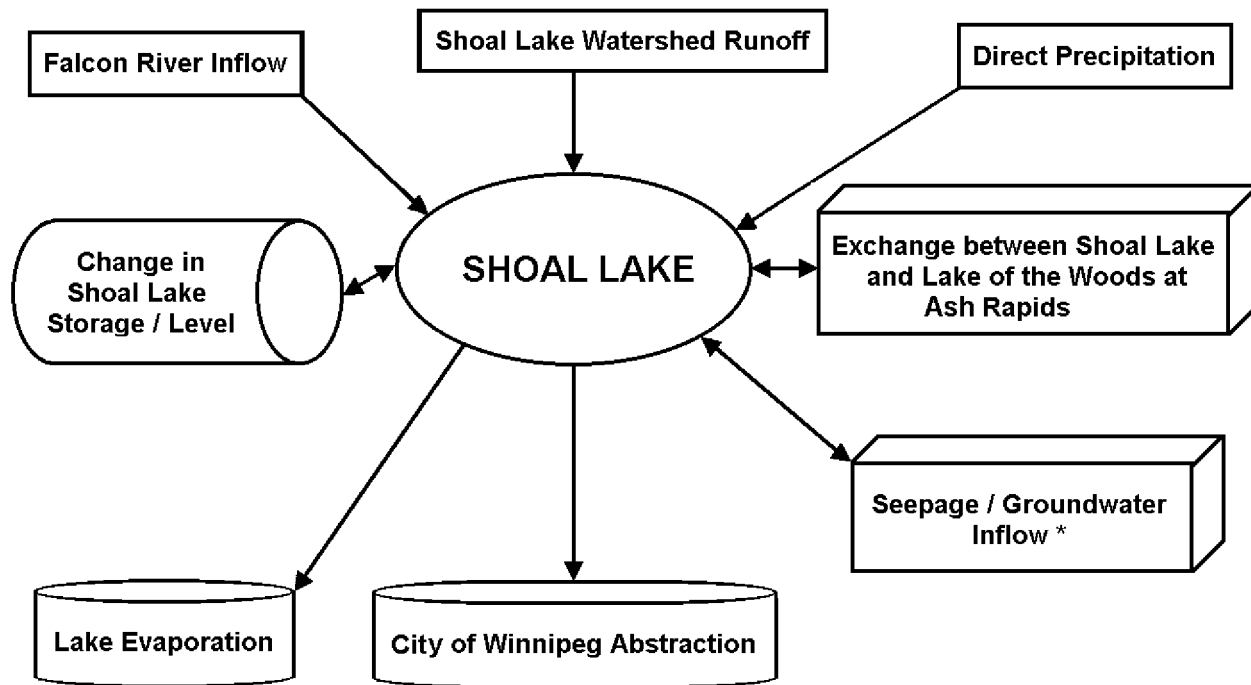 Shoal Lake Watershed Runoff
Falcon River Inflow
Direct Precipitation
Change in
Shoal Lake
Storage / Level
SHOAL LAKE
Exchange between Shoal Lake
and Lake of the Woods at
Ash Rapids
Seepage / Groundwater
Inflow *
Lake Evaporation
City of Winnipeg Abstraction